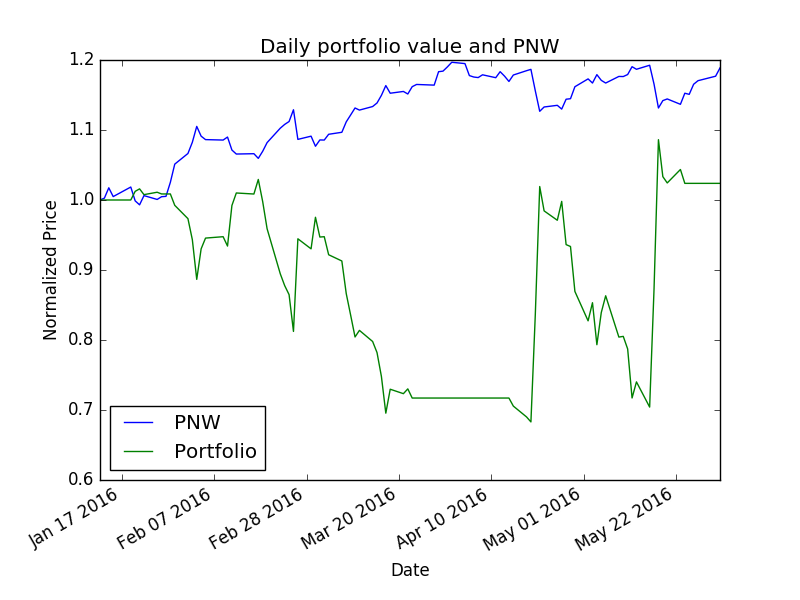 Daily portfolio value and PNW
1.2
1.1
1.0
0.9
0.8
0.7
0.6
Normalized Price
PNW
Portfolio
Jan 17 2016
Feb 07 2016
Feb 28 2016
Mar 20 2016
Apr 10 2016
May 01 2016
May 22 2016
Date